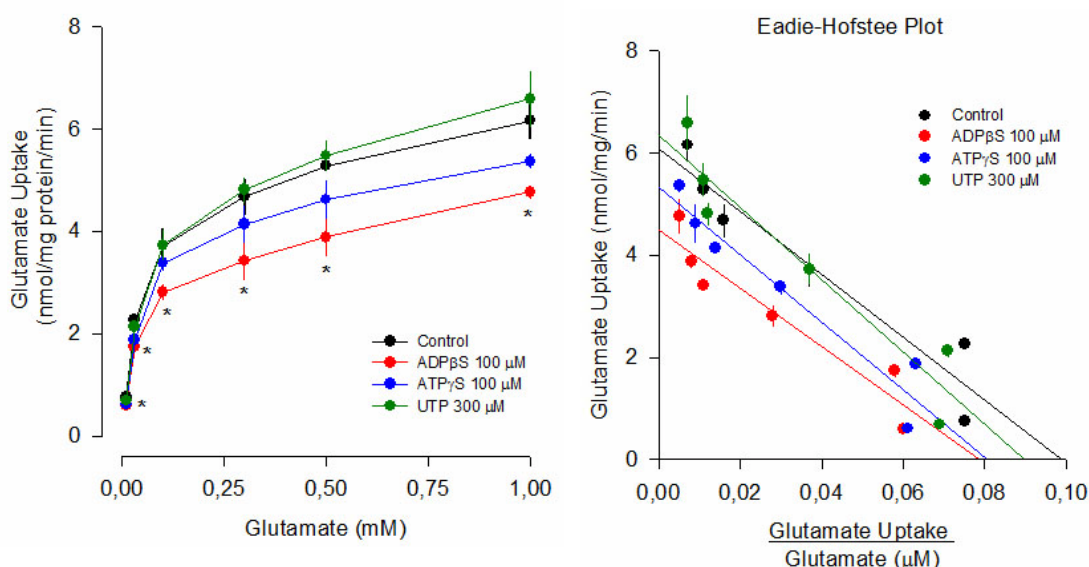 Glutamate Uptake
(nmol/mg protein/min)
8
6
4
2
0
*
*
*
*
*
*
Control
ADPβS 100 μM
ATPγS 100 μM
UTP 300 μM
0,00
0,25
0,50
0,75
1,00
Glutamate (mM)
Eadie-Hofstee Plot
Glutamate Uptake (nmol/mg/min)
8
6
4
2
0
Control
ADPβS 100 μM
ATPγS 100 μM
UTP 300 μM
0,00
0,02
0,04
0,06
0,08
0,10
Glutamate Uptake
Glutamate (μM)